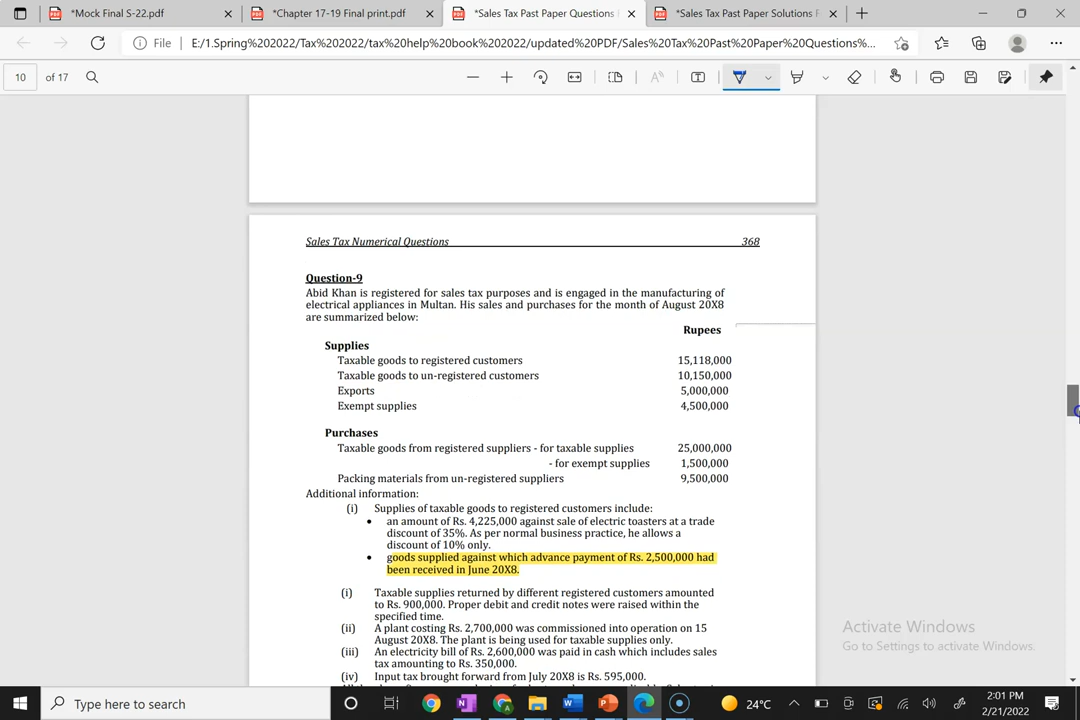 *Mock Final S-22.pdf
*Chapter 17-19 Final print.pdf
*Sales Tax Past Paper Questions
*Sales Tax Past Paper Solutions P
File
E:/1.Spring%202022/Tax%202022/tax%20help%20book%202022/updated%20PDF/Sales%20Tax%20Past%20Paper%20Questions%...
10 of 17
Sales Tax Numerical Questions 368
Question-9
Abid Khan is registered for sales tax purposes and is engaged in the manufacturing of
electrical appliances in Multan. His sales and purchases for the month of August 20X8
are summarized below:
Rupees
Supplies
Taxable goods to registered customers 15,118,000
Taxable goods to un-registered customers 10,150,000
Exports 5,000,000
Exempt supplies 4,500,000
Purchases
Taxable goods from registered suppliers - for taxable supplies 25,000,000
- for exempt supplies 1,500,000
Packing materials from un-registered suppliers 9,500,000
Additional information:
(i) Supplies of taxable goods to registered customers include:
• an amount of Rs. 4,225,000 against sale of electric toasters at a trade
discount of 35%. As per normal business practice, he allows a
discount of 10% only.
• goods supplied against which advance payment of Rs. 2,500,000 had
been received in June 20X8.
(i) Taxable supplies returned by different registered customers amounted
to Rs. 900,000. Proper debit and credit notes were raised within the
specified time.
(ii) A plant costing Rs. 2,700,000 was commissioned into operation on 15
August 20X8. The plant is being used for taxable supplies only.
(iii) An electricity bill of Rs. 2,600,000 was paid in cash which includes sales
tax amounting to Rs. 350,000.
(iv) Input tax brought forward from July 20X8 is Rs. 595,000.
Activate Windows
Go to Settings to activate Windows.
Type here to search
24°C
2:01 PM
2/21/2022